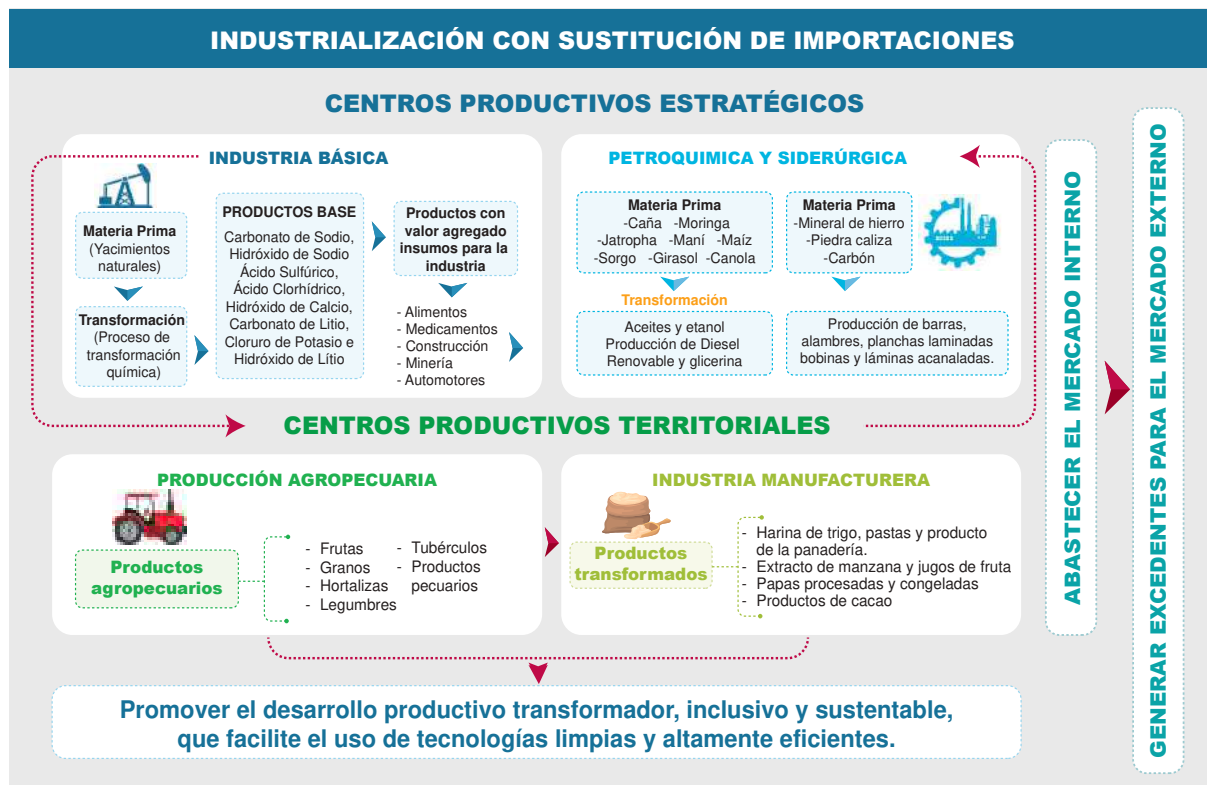 INDUSTRIALIZACIÓN CON SUSTITUCIÓN DE IMPORTACIONES
CENTROS PRODUCTIVOS ESTRATÉGICOS
INDUSTRIA BÁSICA
Materia Prima
(Yacimientos
naturales)
Transformación
(Proceso de
transformación
química)
PRODUCTOS BASE
Carbonato de Sodio,
Hidróxido de Sodio
Ácido Sulfúrico,
Ácido Clorhídrico,
Hidróxido de Calcio,
Carbonato de Litio,
Cloruro de Potasio e
Hidróxido de Lítio
Productos con
valor agregado
insumos para la
industria
- Alimentos
- Medicamentos
- Construcción
- Minería
- Automotores
PETROQUIMICA Y SIDERÚRGICA
Materia Prima
-Caña -Moringa
-Jatropha -Maní -Maíz
-Sorgo -Girasol -Canola
Transformación
Aceites y etanol
Producción de Diesel
Renovable y glicerina
Materia Prima
-Mineral de hierro
-Piedra caliza
-Carbón
Producción de barras,
alambres, planchas laminadas
bobinas y láminas acanaladas.
CENTROS PRODUCTIVOS TERRITORIALES
PRODUCCIÓN AGROPECUARIA
Productos
agropecuarios
- Frutas
- Granos
- Hortalizas
- Legumbres
- Tubérculos
- Productos
pecuarios
INDUSTRIA MANUFACTURERA
Productos
transformados
- Harina de trigo, pastas y producto
de la panadería.
- Extracto de manzana y jugos de fruta
- Papas procesadas y congeladas
- Productos de cacao
Promover el desarrollo productivo transformador, inclusivo y sustentable,
que facilite el uso de tecnologías limpias y altamente eficientes.
ABASTECER EL MERCADO INTERNO
GENERAR EXCEDENTES PARA EL MERCADO EXTERNO